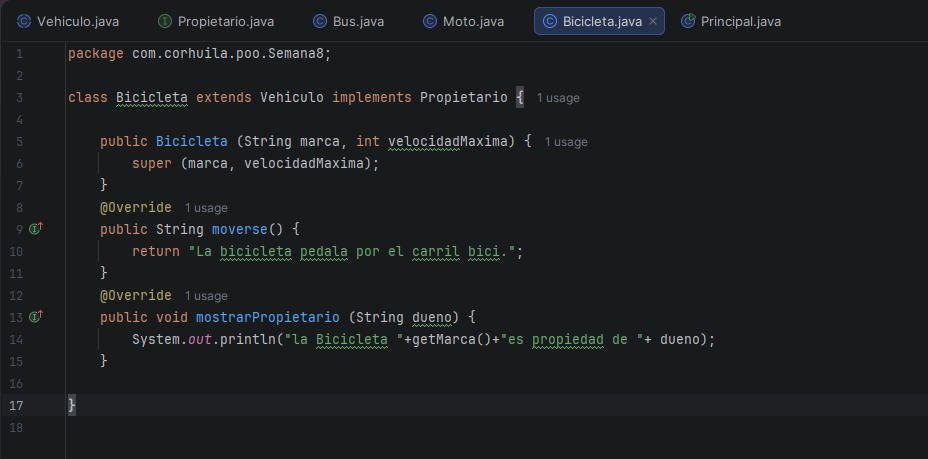 Vehiculo.java Propietario.java Bus.java Moto.java Bicicleta.java × Principal.java
1 package com.corhuila.poo.Semana8;
2
3 class Bicicleta extends Vehiculo implements Propietario { 1 usage
4
5 public Bicicleta (String marca, int velocidadMaxima) { 1 usage
6 super (marca, velocidadMaxima);
7 }
8 @Override 1 usage
9 public String moverse() {
10 return "La bicicleta pedala por el carril bici.";
11 }
12 @Override 1 usage
13 public void mostrarPropietario (String dueno) {
14 System.out.println("la Bicicleta "+getMarca()+"es propiedad de "+ dueno);
15 }
16
17 }
18